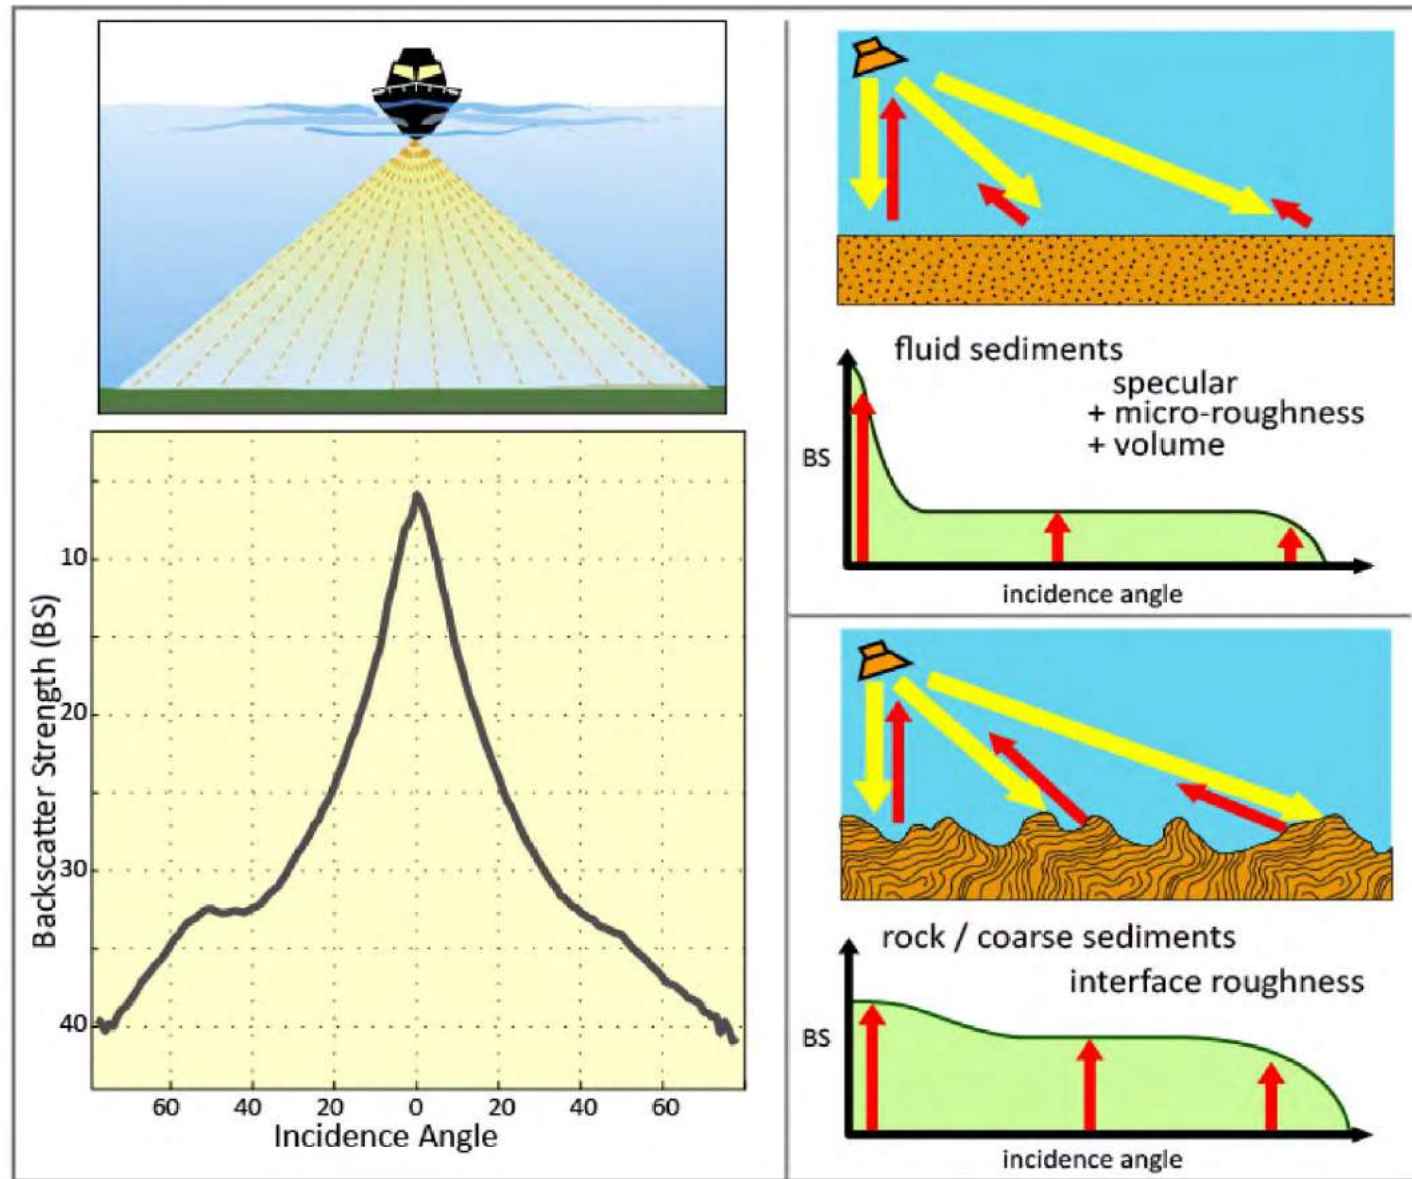 Backscatter Strength (BS)
10
20
30
40
60 40 20 0 20 40 60
Incidence Angle
fluid sediments
specular
+ micro-roughness
+ volume
BS
incidence angle
rock / coarse sediments
interface roughness
BS
incidence angle